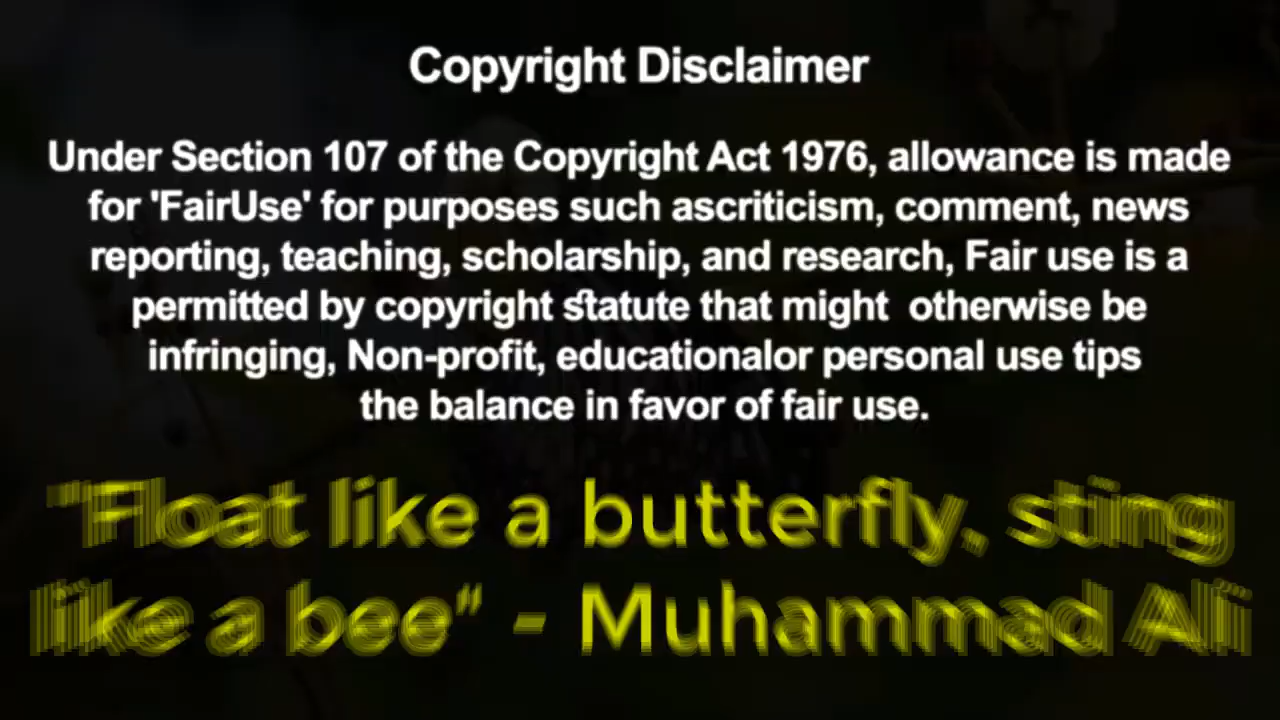 Copyright Disclaimer
Under Section 107 of the Copyright Act 1976, allowance is made
for 'FairUse' for purposes such ascriticism, comment, news
reporting, teaching, scholarship, and research, Fair use is a
permitted by copyright statute that might  otherwise be
infringing, Non-profit, educationalor personal use tips
the balance in favor of fair use.
"Float like a butterfly, sting
like a bee" - Muhammad Ali